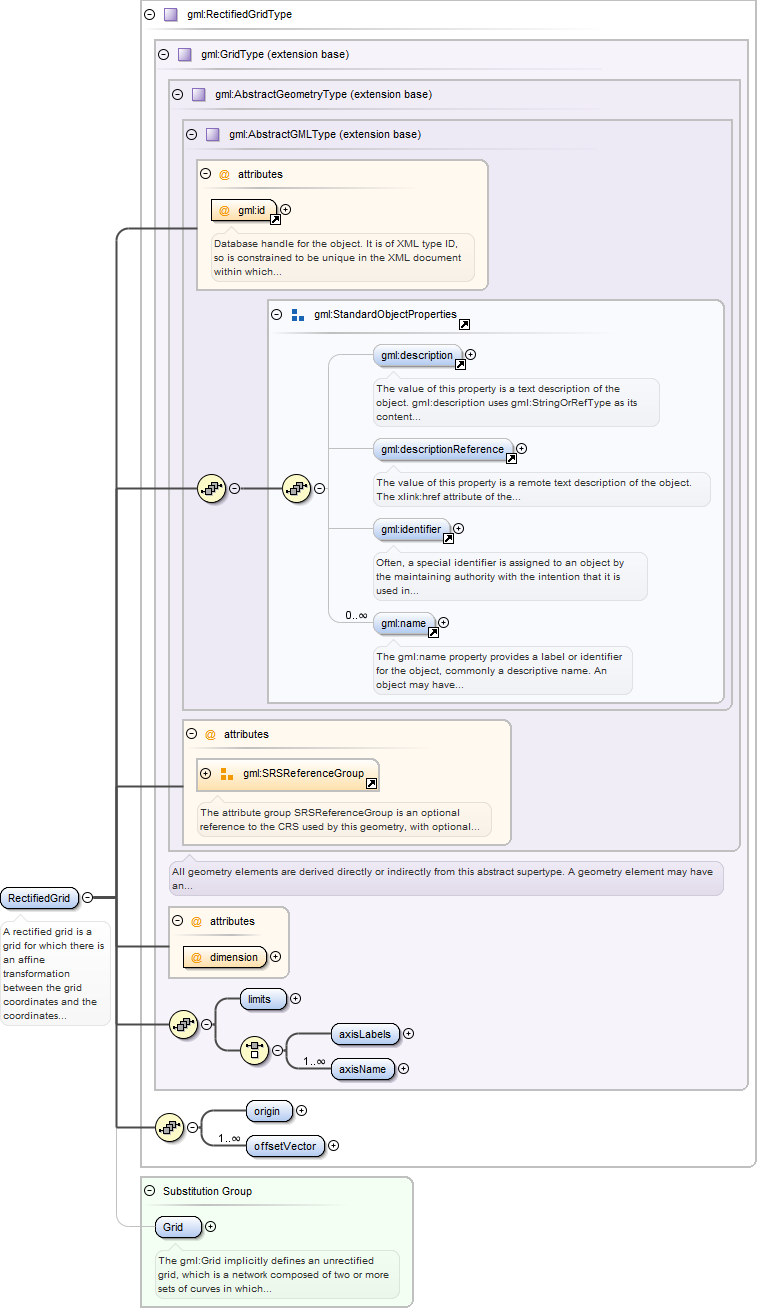 gml:RectifiedGridType
gml:GridType (extension base)
gml:AbstractGeometryType (extension base)
gml:AbstractGMLType (extension base)
@ attributes
@ gml:id
Database handle for the object. It is of XML type ID,
so is constrained to be unique in the XML document
within which...
gml:StandardObjectProperties
gml:description
The value of this property is a text description of the
object. gml:description uses gml:StringOrRefType as its
content...
gml:descriptionReference
The value of this property is a remote text description of the object.
The xlink:href attribute of the...
gml:identifier
Often, a special identifier is assigned to an object by
the maintaining authority with the intention that it is
used in...
0..∞
gml:name
The gml:name property provides a label or identifier
for the object, commonly a descriptive name. An
object may have...
@ attributes
gml:SRSReferenceGroup
The attribute group SRSReferenceGroup is an optional
reference to the CRS used by this geometry, with optional...
All geometry elements are derived directly or indirectly from this abstract supertype. A geometry element may have
an...
RectifiedGrid
A rectified grid is a
grid for which there is
an affine
transformation
between the grid
coordinates and the
coordinates...
@ attributes
@ dimension
limits
axisLabels
1..∞
axisName
origin
1..∞
offsetVector
Substitution Group
Grid
The gml:Grid implicitly defines an unrectified
grid, which is a network composed of two or more
sets of curves in which...